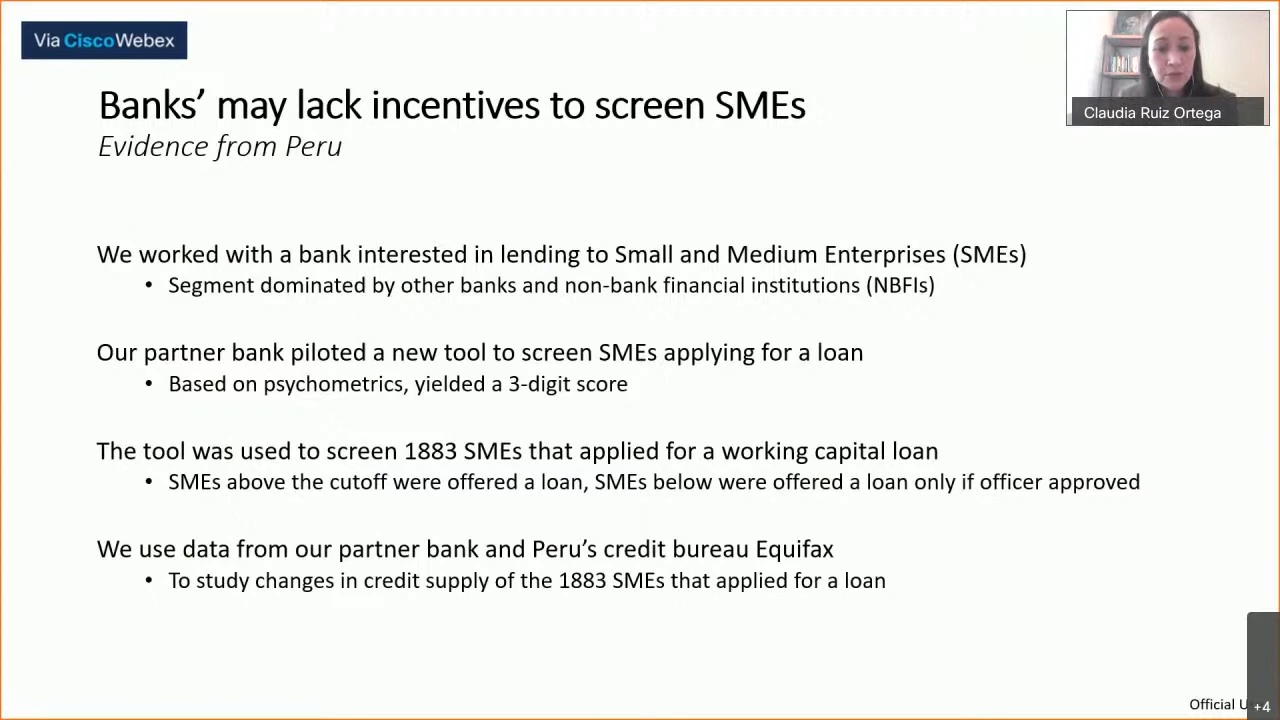 Via CiscoWebex
Claudia Ruiz Ortega
Banks’ may lack incentives to screen SMEs
Evidence from Peru
We worked with a bank interested in lending to Small and Medium Enterprises (SMEs)
• Segment dominated by other banks and non-bank financial institutions (NBFIs)
Our partner bank piloted a new tool to screen SMEs applying for a loan
• Based on psychometrics, yielded a 3-digit score
The tool was used to screen 1883 SMEs that applied for a working capital loan
• SMEs above the cutoff were offered a loan, SMEs below were offered a loan only if officer approved
We use data from our partner bank and Peru’s credit bureau Equifax
• To study changes in credit supply of the 1883 SMEs that applied for a loan
Official
+4